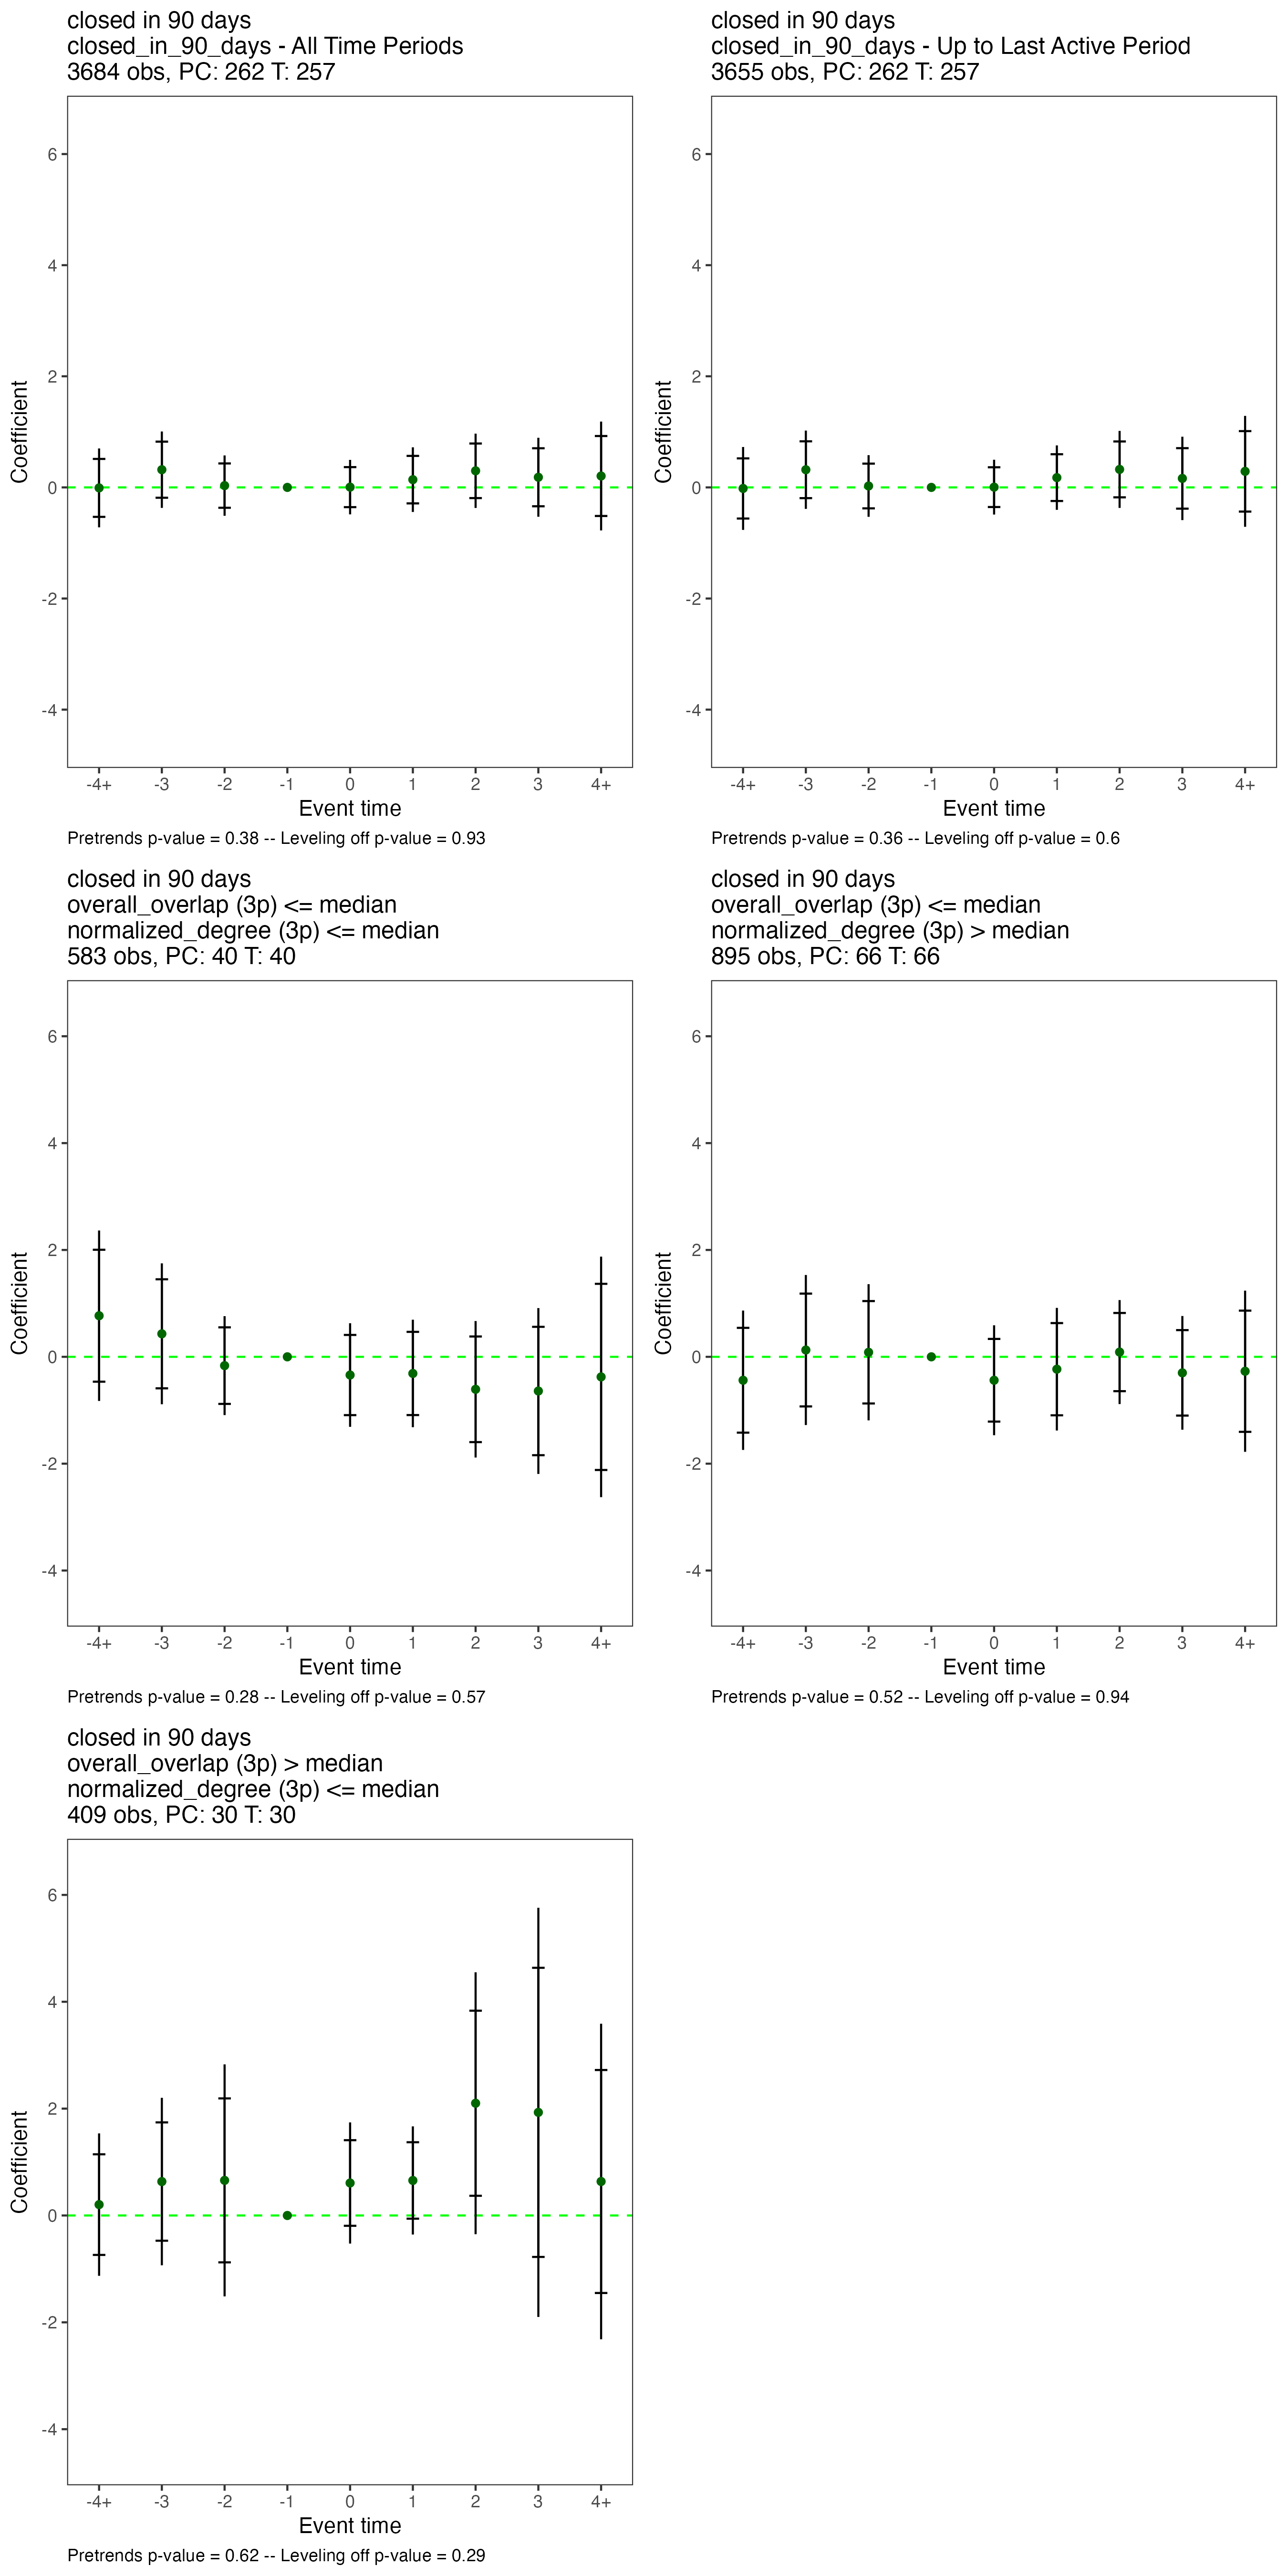 closed in 90 days
closed_in_90_days - All Time Periods
3684 obs, PC: 262 T: 257
6
4
2
0
-2
-4
Coefficient
-4+ -3 -2 -1 0 1 2 3 4+
Event time
Pretrends p-value = 0.38 -- Leveling off p-value = 0.93
closed in 90 days
closed_in_90_days - Up to Last Active Period
3655 obs, PC: 262 T: 257
6
4
2
0
-2
-4
Coefficient
-4+ -3 -2 -1 0 1 2 3 4+
Event time
Pretrends p-value = 0.36 -- Leveling off p-value = 0.6
closed in 90 days
overall_overlap (3p) <= median
normalized_degree (3p) <= median
583 obs, PC: 40 T: 40
6
4
2
0
-2
-4
Coefficient
-4+ -3 -2 -1 0 1 2 3 4+
Event time
Pretrends p-value = 0.28 -- Leveling off p-value = 0.57
closed in 90 days
overall_overlap (3p) <= median
normalized_degree (3p) > median
895 obs, PC: 66 T: 66
6
4
2
0
-2
-4
Coefficient
-4+ -3 -2 -1 0 1 2 3 4+
Event time
Pretrends p-value = 0.52 -- Leveling off p-value = 0.94
closed in 90 days
overall_overlap (3p) > median
normalized_degree (3p) <= median
409 obs, PC: 30 T: 30
6
4
2
0
-2
-4
Coefficient
-4+ -3 -2 -1 0 1 2 3 4+
Event time
Pretrends p-value = 0.62 -- Leveling off p-value = 0.29